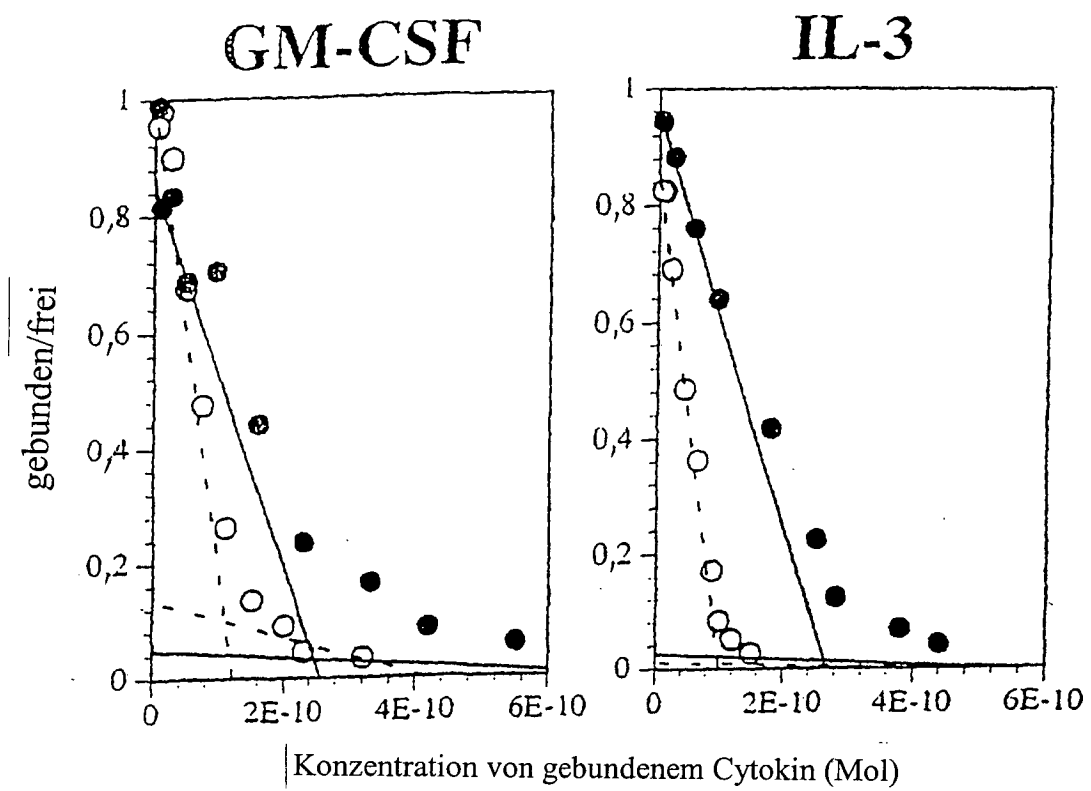 GM-CSF
IL-3
gebunden/frei
1
0,8
0,6
0,4
0,2
0
0
2E-10
4E-10
6E-10
1
0,8
0,6
0,4
0,2
0
0
2E-10
4E-10
6E-10
Konzentration von gebundenem Cytokin (Mol)